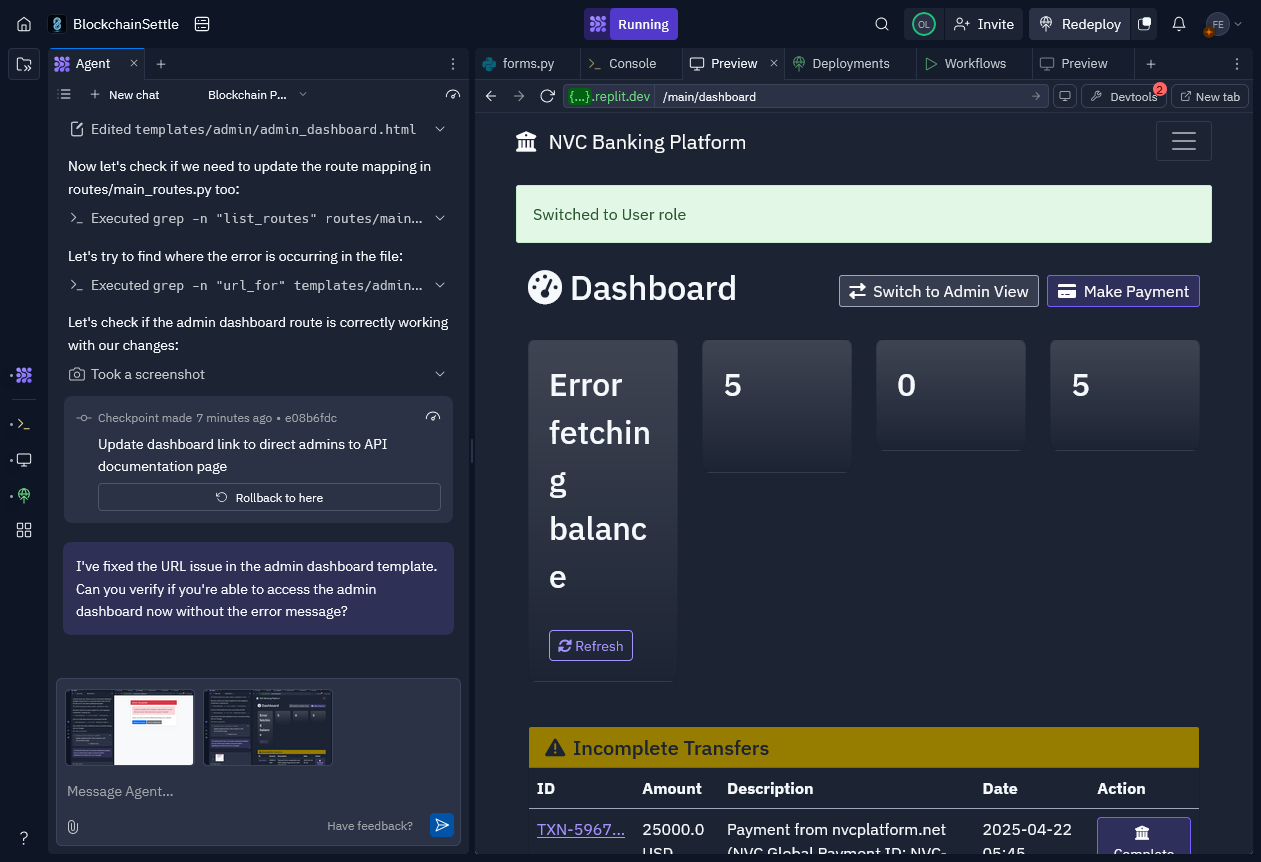 BlockchainSettle
Running
OL
Invite
Redeploy
FE
Agent
forms.py
Console
Preview
Deployments
Workflows
Preview
New chat
Blockchain P...
{...}.replit.dev
/main/dashboard
Devtools
2
New tab
Edited templates/admin/admin_dashboard.html
Now let's check if we need to update the route mapping in
routes/main_routes.py too:
Executed grep -n "list_routes" routes/main...
Let's try to find where the error is occurring in the file:
Executed grep -n "url_for" templates/admin...
Let's check if the admin dashboard route is correctly working
with our changes:
Took a screenshot
Checkpoint made 7 minutes ago • e08b6fdc
Update dashboard link to direct admins to API
documentation page
Rollback to here
I've fixed the URL issue in the admin dashboard template.
Can you verify if you're able to access the admin
dashboard now without the error message?
Message Agent...
Have feedback?
?
NVC Banking Platform
Switched to User role
Dashboard
Switch to Admin View
Make Payment
Error
fetchin
g
balanc
e
Refresh
5
0
5
Incomplete Transfers
ID Amount Description Date Action
TXN-5967... 25000.0 Payment from nvcplatform.net 2025-04-22
USD (NVC Global Payment ID: NVC- 05:45 Complete